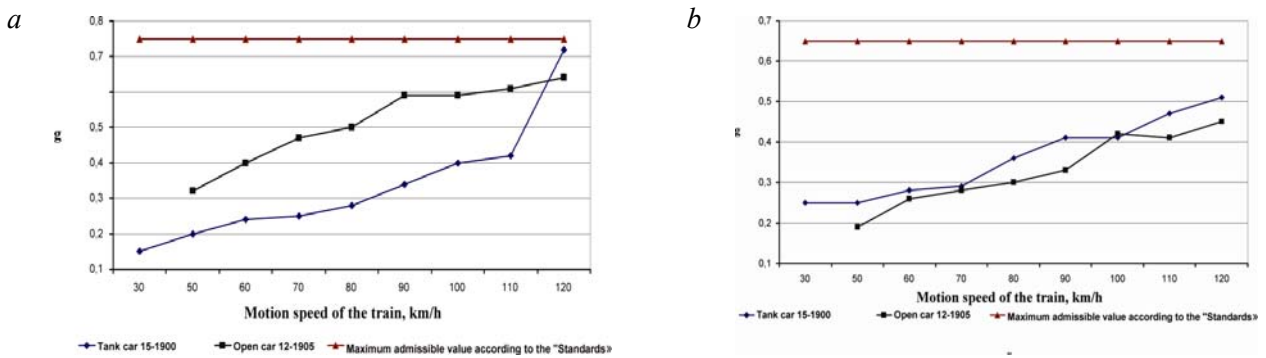 a
0,8
0,7
0,5
0,4
0,3
0,2
0,1
30 50 60 70 80 90 100 110 120
Motion speed of the train, km/h
Tank car 15-1900 Open car 12-1905 Maximum admissible value according to the "Standards»
b
0,7
0,6
0,5
0,4
0,3
0,2
0,1
30 50 60 70 80 90 100 110 120
Motion speed of the train, km/h
Tank car 15-1900 Open car 12-1905 Maximum admissible value according to the "Standards»